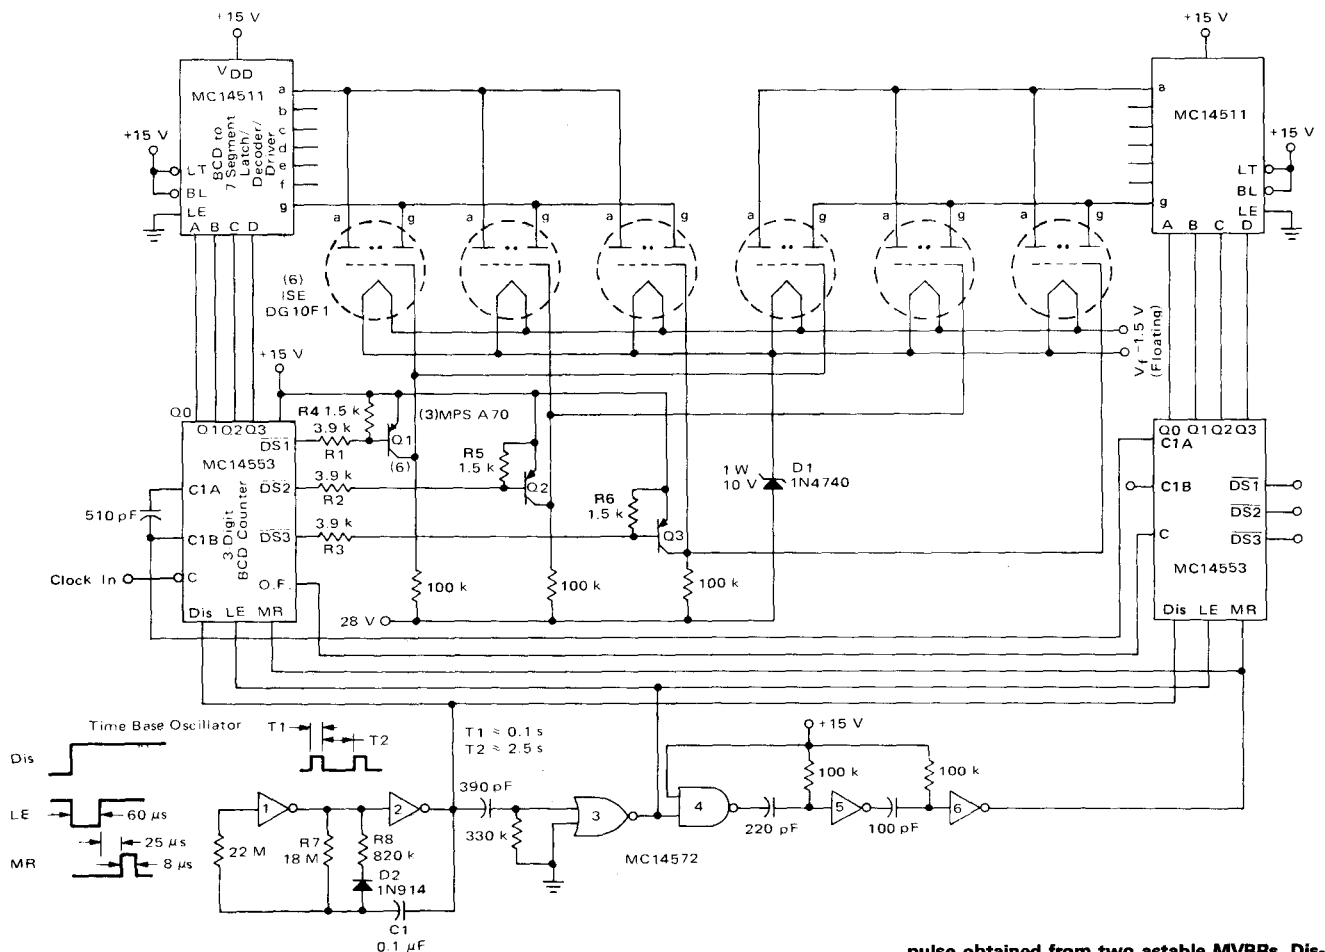 +15 V
+15 V
VDD
MC14511
a
b
c
d
e
f
g
BCD to
7 Segment
Latch/
Decoder/
Driver
+15 V
LT
BL
LE
A B C D
a
MC14511
+15 V
LT
BL
LE
g
A B C D
a g a g a g a g a g a g
(6)
ISE
DG10F1
Vf ~1.5 V
(Floating)
+15 V
Q0
Q1 Q2 Q3
R4 1.5 k
(3)MPS A70
DS1
3.9 k
R1
Q1
(6)
MC14553
3 Digit
BCD Counter
C1A
510 pF
C1B
DS2
3.9 k
R2
R5
1.5 k
Q2
DS3
3.9 k
R3
R6
1.5 k
Q3
Clock In
C
O.F.
Dis LE MR
100 k
100 k
100 k
28 V
1 W
10 V
D1
1N4740
Q0 Q1 Q2 Q3
C1A
C1B
DS1
DS2
C
DS3
MC14553
Dis LE MR
Time Base Oscillator
Dis
LE
60 μs
25 μs
MR
8 μs
T1
T2
T1 ≈ 0.1 s
T2 ≈ 2.5 s
1
2
22 M
R7
18 M
R8
820 k
D2
1N914
C1
0.1 μF
390 pF
330 k
3
MC14572
+15 V
4
100 k
100 k
220 pF
5
100 pF
6
pulse obtained from two astable MVBRs. Dis-